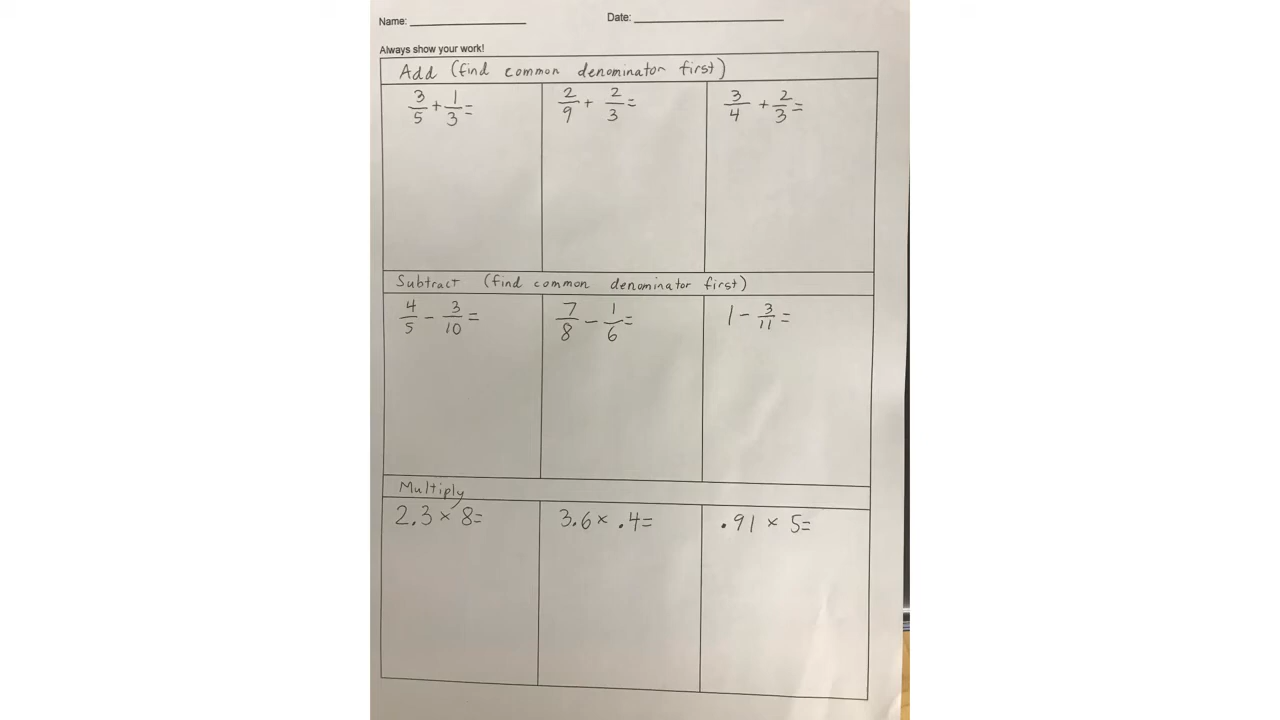 Name: ____________ Date: ____________
Always show your work!
Add (find common denominator first)
3/5 + 1/3 =
2/9 + 2/3 =
3/4 + 2/3 =
Subtract (find common denominator first)
4/5 - 3/10 =
7/8 - 1/6 =
1 - 3/11 =
Multiply
2.3 × 8=
3.6 × .4=
.91 × 5=